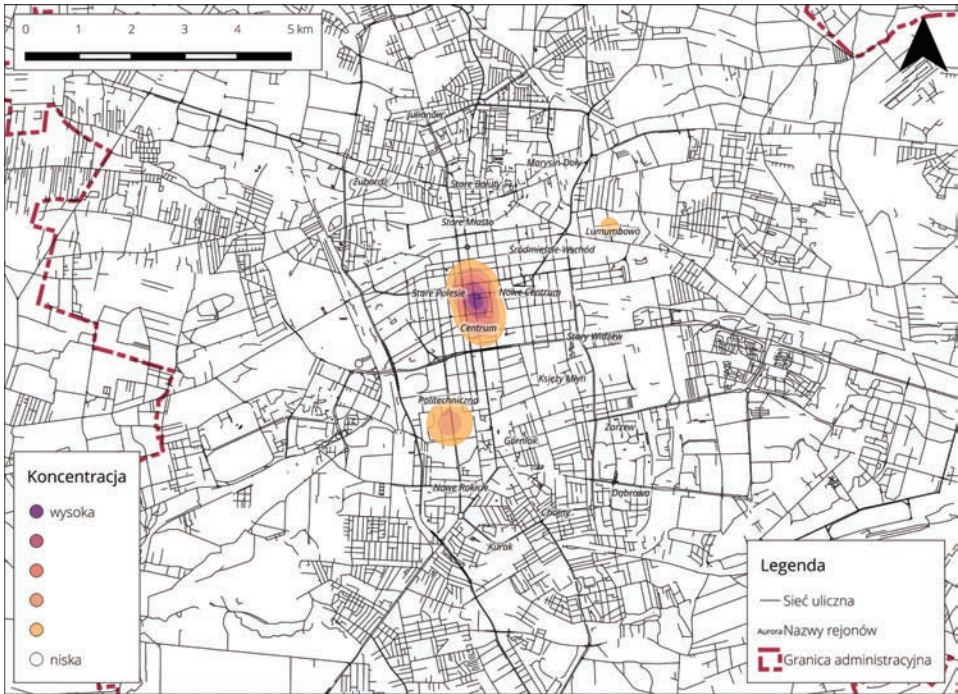 0 1 2 3 4 5 km
Julianów
Marysin-Doły
Żubardź
Stare Bałuty
Stare Miasto
Lumumbowo
Śródmieście-Wschód
Stare Polesie
Nowe Centrum
Centrum
Stary Widzew
Księży Młyn
Politechniczna
Zarzew
Górniak
Nowe Rokicie
Dąbrowa
Chojny
Kurak
Koncentracja
wysoka
niska
Legenda
Sieć uliczna
Aurora Nazwy rejonów
Granica administracyjna